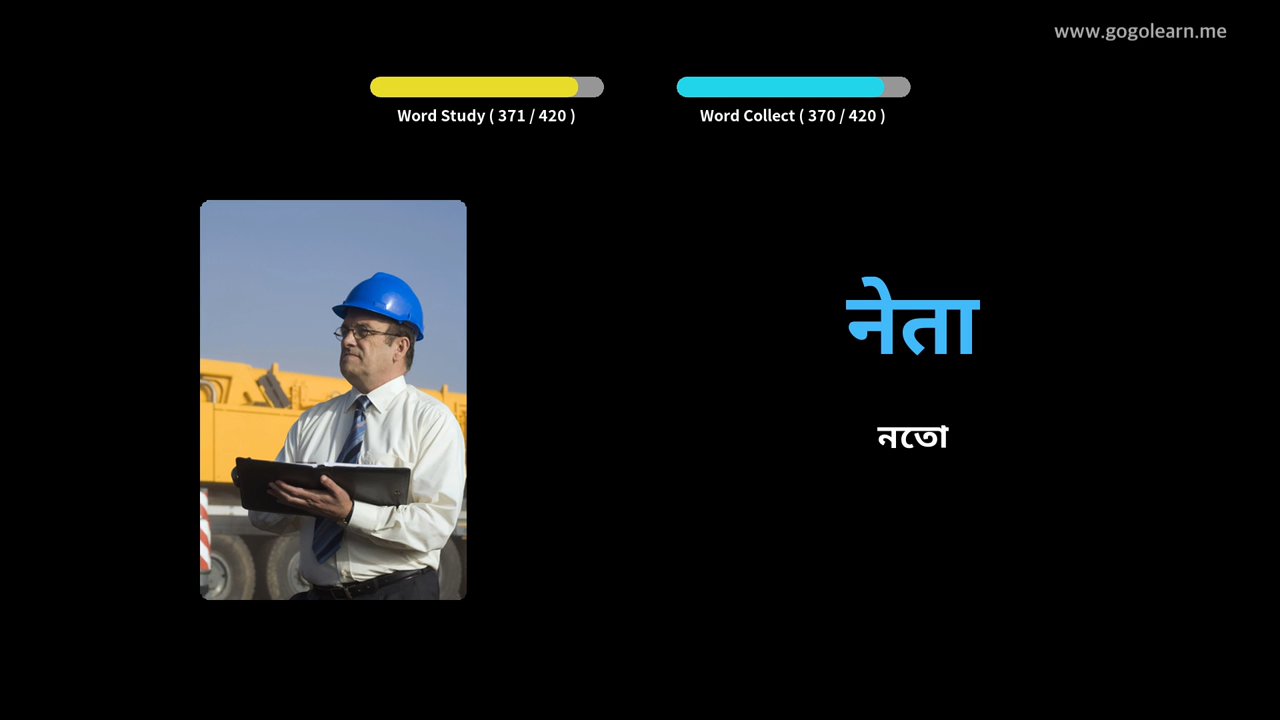 www.gogolearn.me
Word Study ( 371 / 420 )
Word Collect ( 370 / 420 )
नेता
নতো